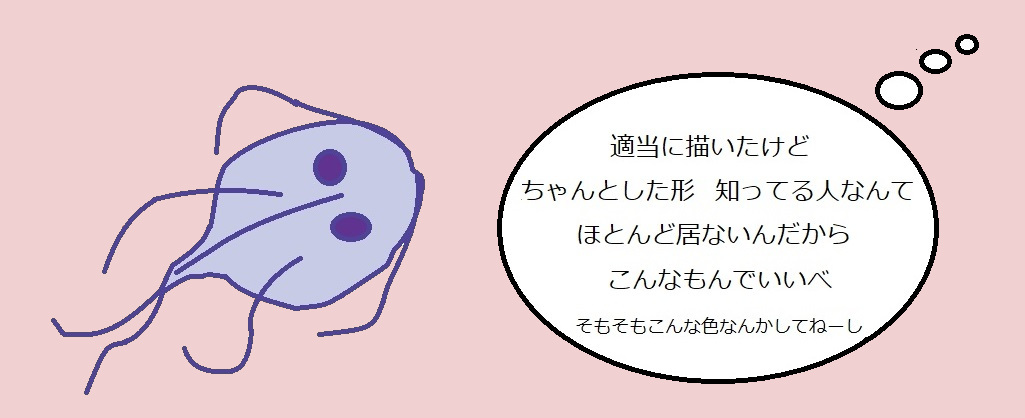 適当に描いたけど
ちゃんとした形 知ってる人なんて
ほとんど居ないんだから
こんなもんでいいべ
そもそもこんな色なんかしてねーし